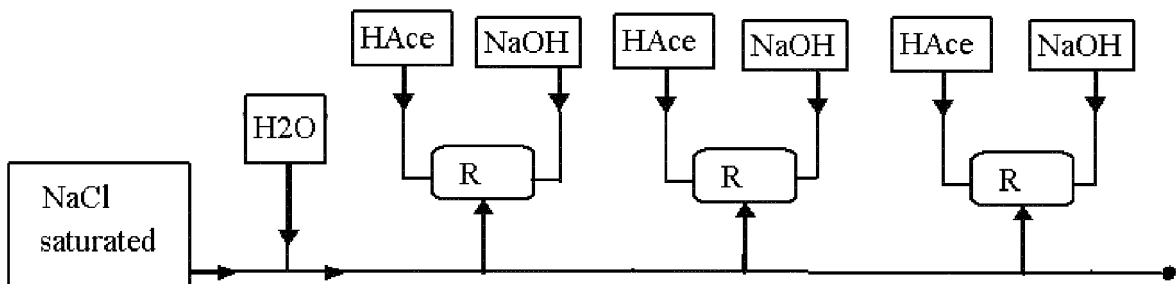 HAce
NaOH
HAce
NaOH
HAce
NaOH
H2O
R
R
R
NaCl
saturated